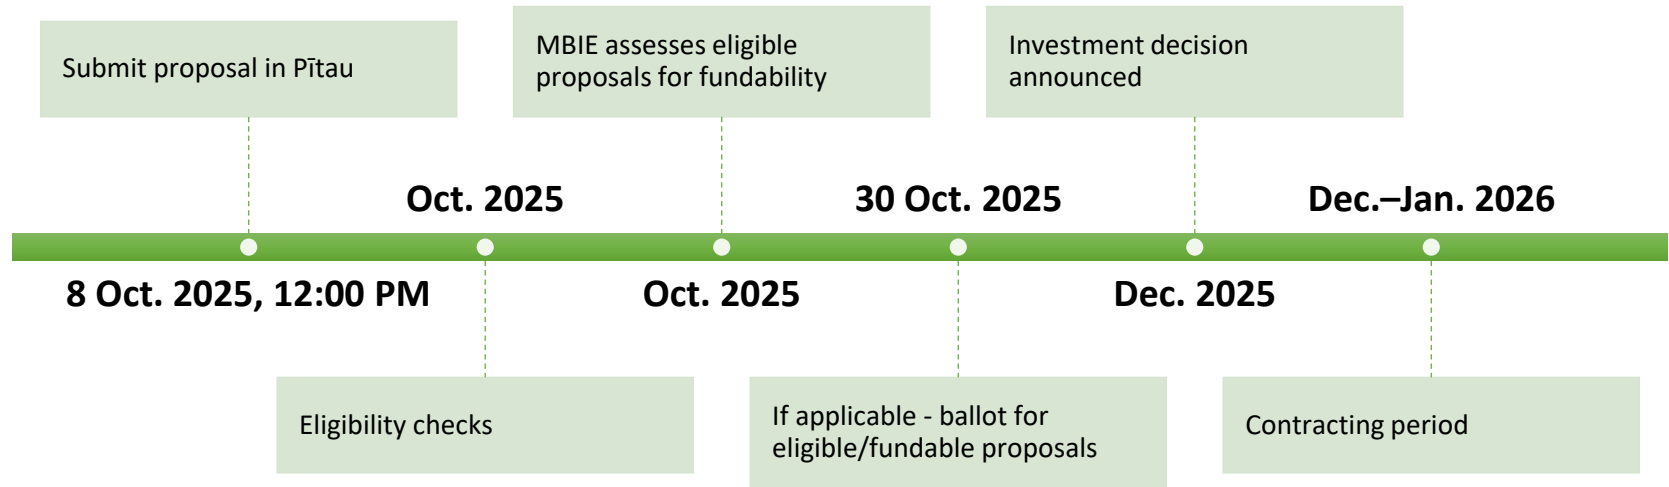 Submit proposal in Pītau
MBIE assesses eligible
proposals for fundability
Investment decision
announced
Oct. 2025
30 Oct. 2025
Dec.–Jan. 2026
8 Oct. 2025, 12:00 PM
Oct. 2025
Dec. 2025
Eligibility checks
If applicable - ballot for
eligible/fundable proposals
Contracting period